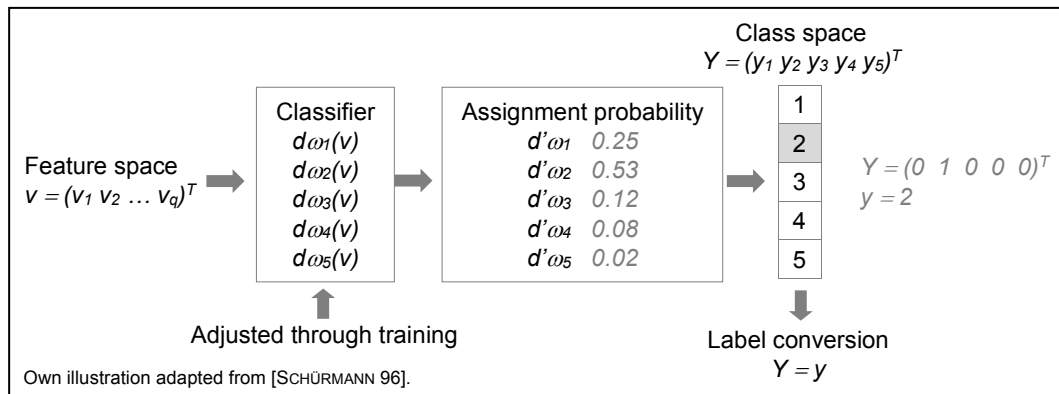 Feature space
v = (v₁ v₂ … v_q)ᵀ
Classifier
dω₁(v)
dω₂(v)
dω₃(v)
dω₄(v)
dω₅(v)
Adjusted through training
Assignment probability
d'ω₁ 0.25
d'ω₂ 0.53
d'ω₃ 0.12
d'ω₄ 0.08
d'ω₅ 0.02
Class space
Y = (y₁ y₂ y₃ y₄ y₅)ᵀ
1
2
3
4
5
Y = (0 1 0 0 0)ᵀ
y = 2
Label conversion
Y = y
Own illustration adapted from [SCHÜRMANN 96].